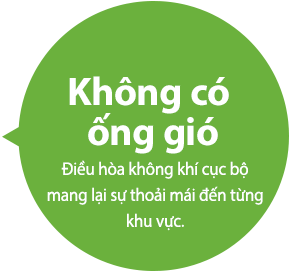 Không có
ống gió
Điều hòa không khí cục bộ
mang lại sự thoải mái đến từng
khu vực.